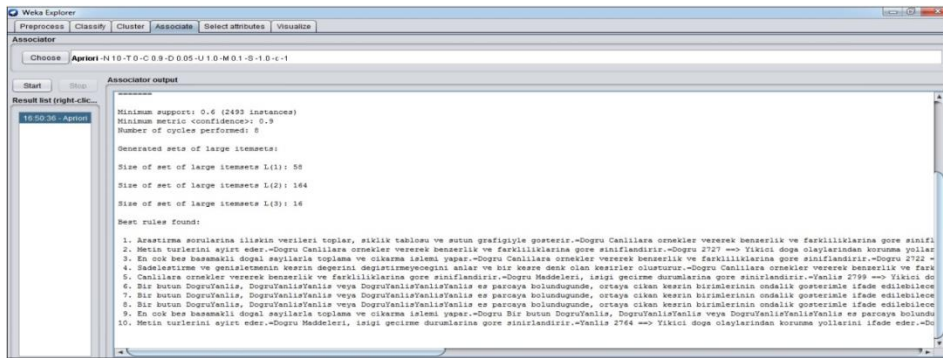 Weka Explorer
Preprocess Classify Cluster Associate Select attributes Visualize
Associator
Choose Apriori -N 10 -T 0 -C 0.9 -D 0.05 -U 1.0 -M 0.1 -S -1.0 -c -1
Start Stop
Associator output
Result list (right-clic...
16:50:36 - Apriori
=======
Minimum support: 0.6 (2493 instances)
Minimum metric <confidence>: 0.9
Number of cycles performed: 8
Generated sets of large itemsets:
Size of set of large itemsets L(1): 58
Size of set of large itemsets L(2): 164
Size of set of large itemsets L(3): 16
Best rules found:
1. Arastirma sorularina iliskin verileri toplar, siklik tablosu ve sutun grafigiyle gosterir.=Dogru Canlilara ornekler vererek benzerlik ve farkliliklarina gore sinifl
2. Metin turlerini ayirt eder.=Dogru Canlilara ornekler vererek benzerlik ve farkliliklarina gore siniflandirir.=Dogru 2727 ==> Yikici doga olaylarindan korunma yollar
3. En cok bes basamakli dogal sayilarla toplama ve cikarma islemi yapar.=Dogru Canlilara ornekler vererek benzerlik ve farkliliklarina gore siniflandirir.=Dogru 2722 =
4. Sadelestirme ve genisletmenin kesrin degerini degistirmeyecegini anlar ve bir kesre denk olan kesirler olusturur.=Dogru Canlilara ornekler vererek benzerlik ve fark
5. Canlilara ornekler vererek benzerlik ve farkliliklarina gore siniflandirir.=Dogru Maddeleri, isigi gecirme durumlarina gore sinirlandirir.=Yanlis 2799 ==> Yikici do
6. Bir butun DogruYanlis, DogruYanlisYanlis veya DogruYanlisYanlisYanlis es parcaya bolundugunde, ortaya cikan kesrin birimlerinin ondalik gosterimle ifade edilebilece
7. Bir butun DogruYanlis, DogruYanlisYanlis veya DogruYanlisYanlisYanlis es parcaya bolundugunde, ortaya cikan kesrin birimlerinin ondalik gosterimle ifade edilebilece
8. Bir butun DogruYanlis, DogruYanlisYanlis veya DogruYanlisYanlisYanlis es parcaya bolundugunde, ortaya cikan kesrin birimlerinin ondalik gosterimle ifade edilebilece
9. En cok bes basamakli dogal sayilarla toplama ve cikarma islemi yapar.=Dogru Bir butun DogruYanlis, DogruYanlisYanlis veya DogruYanlisYanlisYanlis es parcaya bolundu
10. Metin turlerini ayirt eder.=Dogru Maddeleri, isigi gecirme durumlarina gore sinirlandirir.=Yanlis 2764 ==> Yikici doga olaylarindan korunma yollarini ifade eder.=Do